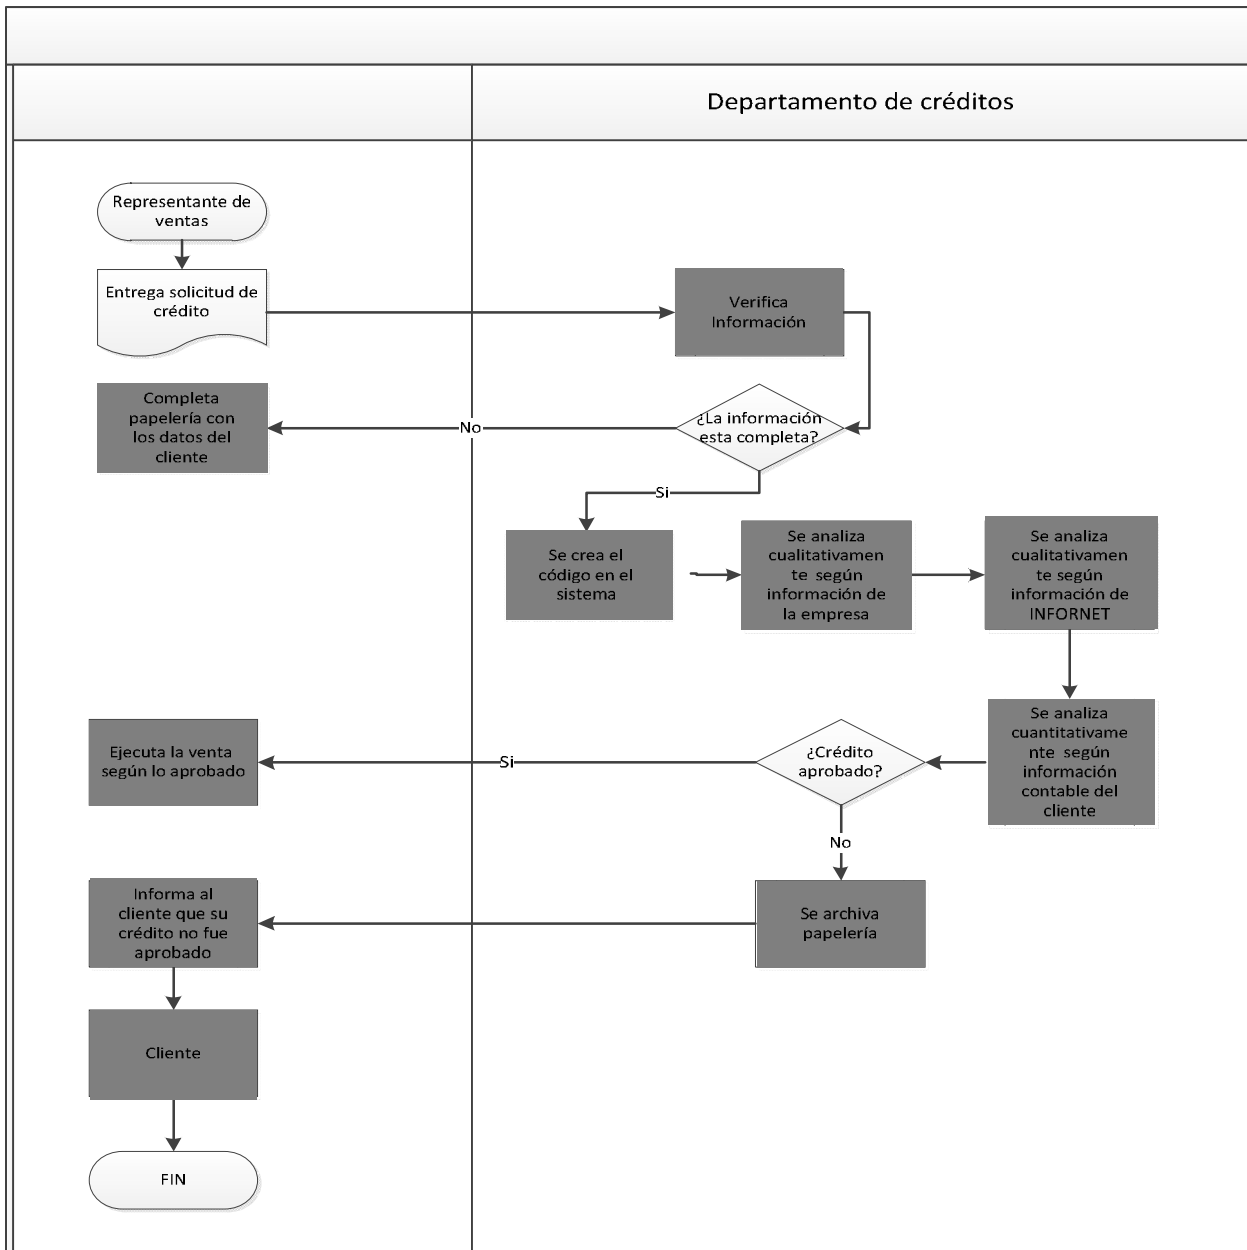 Departamento de créditos
Representante de
ventas
Entrega solicitud de
crédito
Verifica
Información
Completa
papelería con
los datos del
cliente
No
¿La información
esta completa?
Si
Se crea el
código en el
sistema
Se analiza
cualitativamen
te según
información de
la empresa
Se analiza
cualitativamen
te según
información de
INFORNET
Ejecuta la venta
según lo aprobado
Si
¿Crédito
aprobado?
Se analiza
cuantitativame
nte según
información
contable del
cliente
No
Informa al
cliente que su
crédito no fue
aprobado
Se archiva
papelería
Cliente
FIN